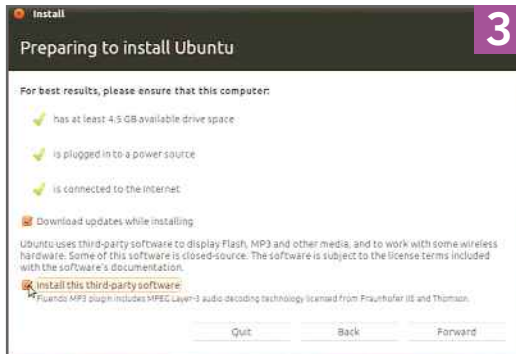 Install
3
Preparing to install Ubuntu
For best results, please ensure that this computer:
has at least 4.5 GB available drive space
is plugged in to a power source
is connected to the Internet
Download updates while installing
Ubuntu uses third-party software to display Flash, MP3 and other media, and to work with some wireless
hardware. Some of this software is closed-source. The software is subject to the license terms included
with the software's documentation.
Install this third-party software
Fluendo MP3 plugin includes MPEG Layer-3 audio decoding technology licensed from Fraunhofer IIS and Thomson.
Quit Back Forward